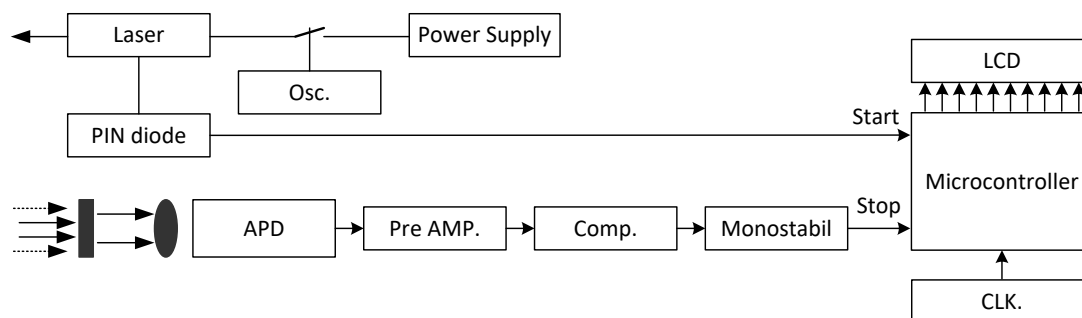 Laser
Power Supply
LCD
Osc.
PIN diode
Start
Microcontroller
APD
Pre AMP.
Comp.
Monostabil
Stop
CLK.